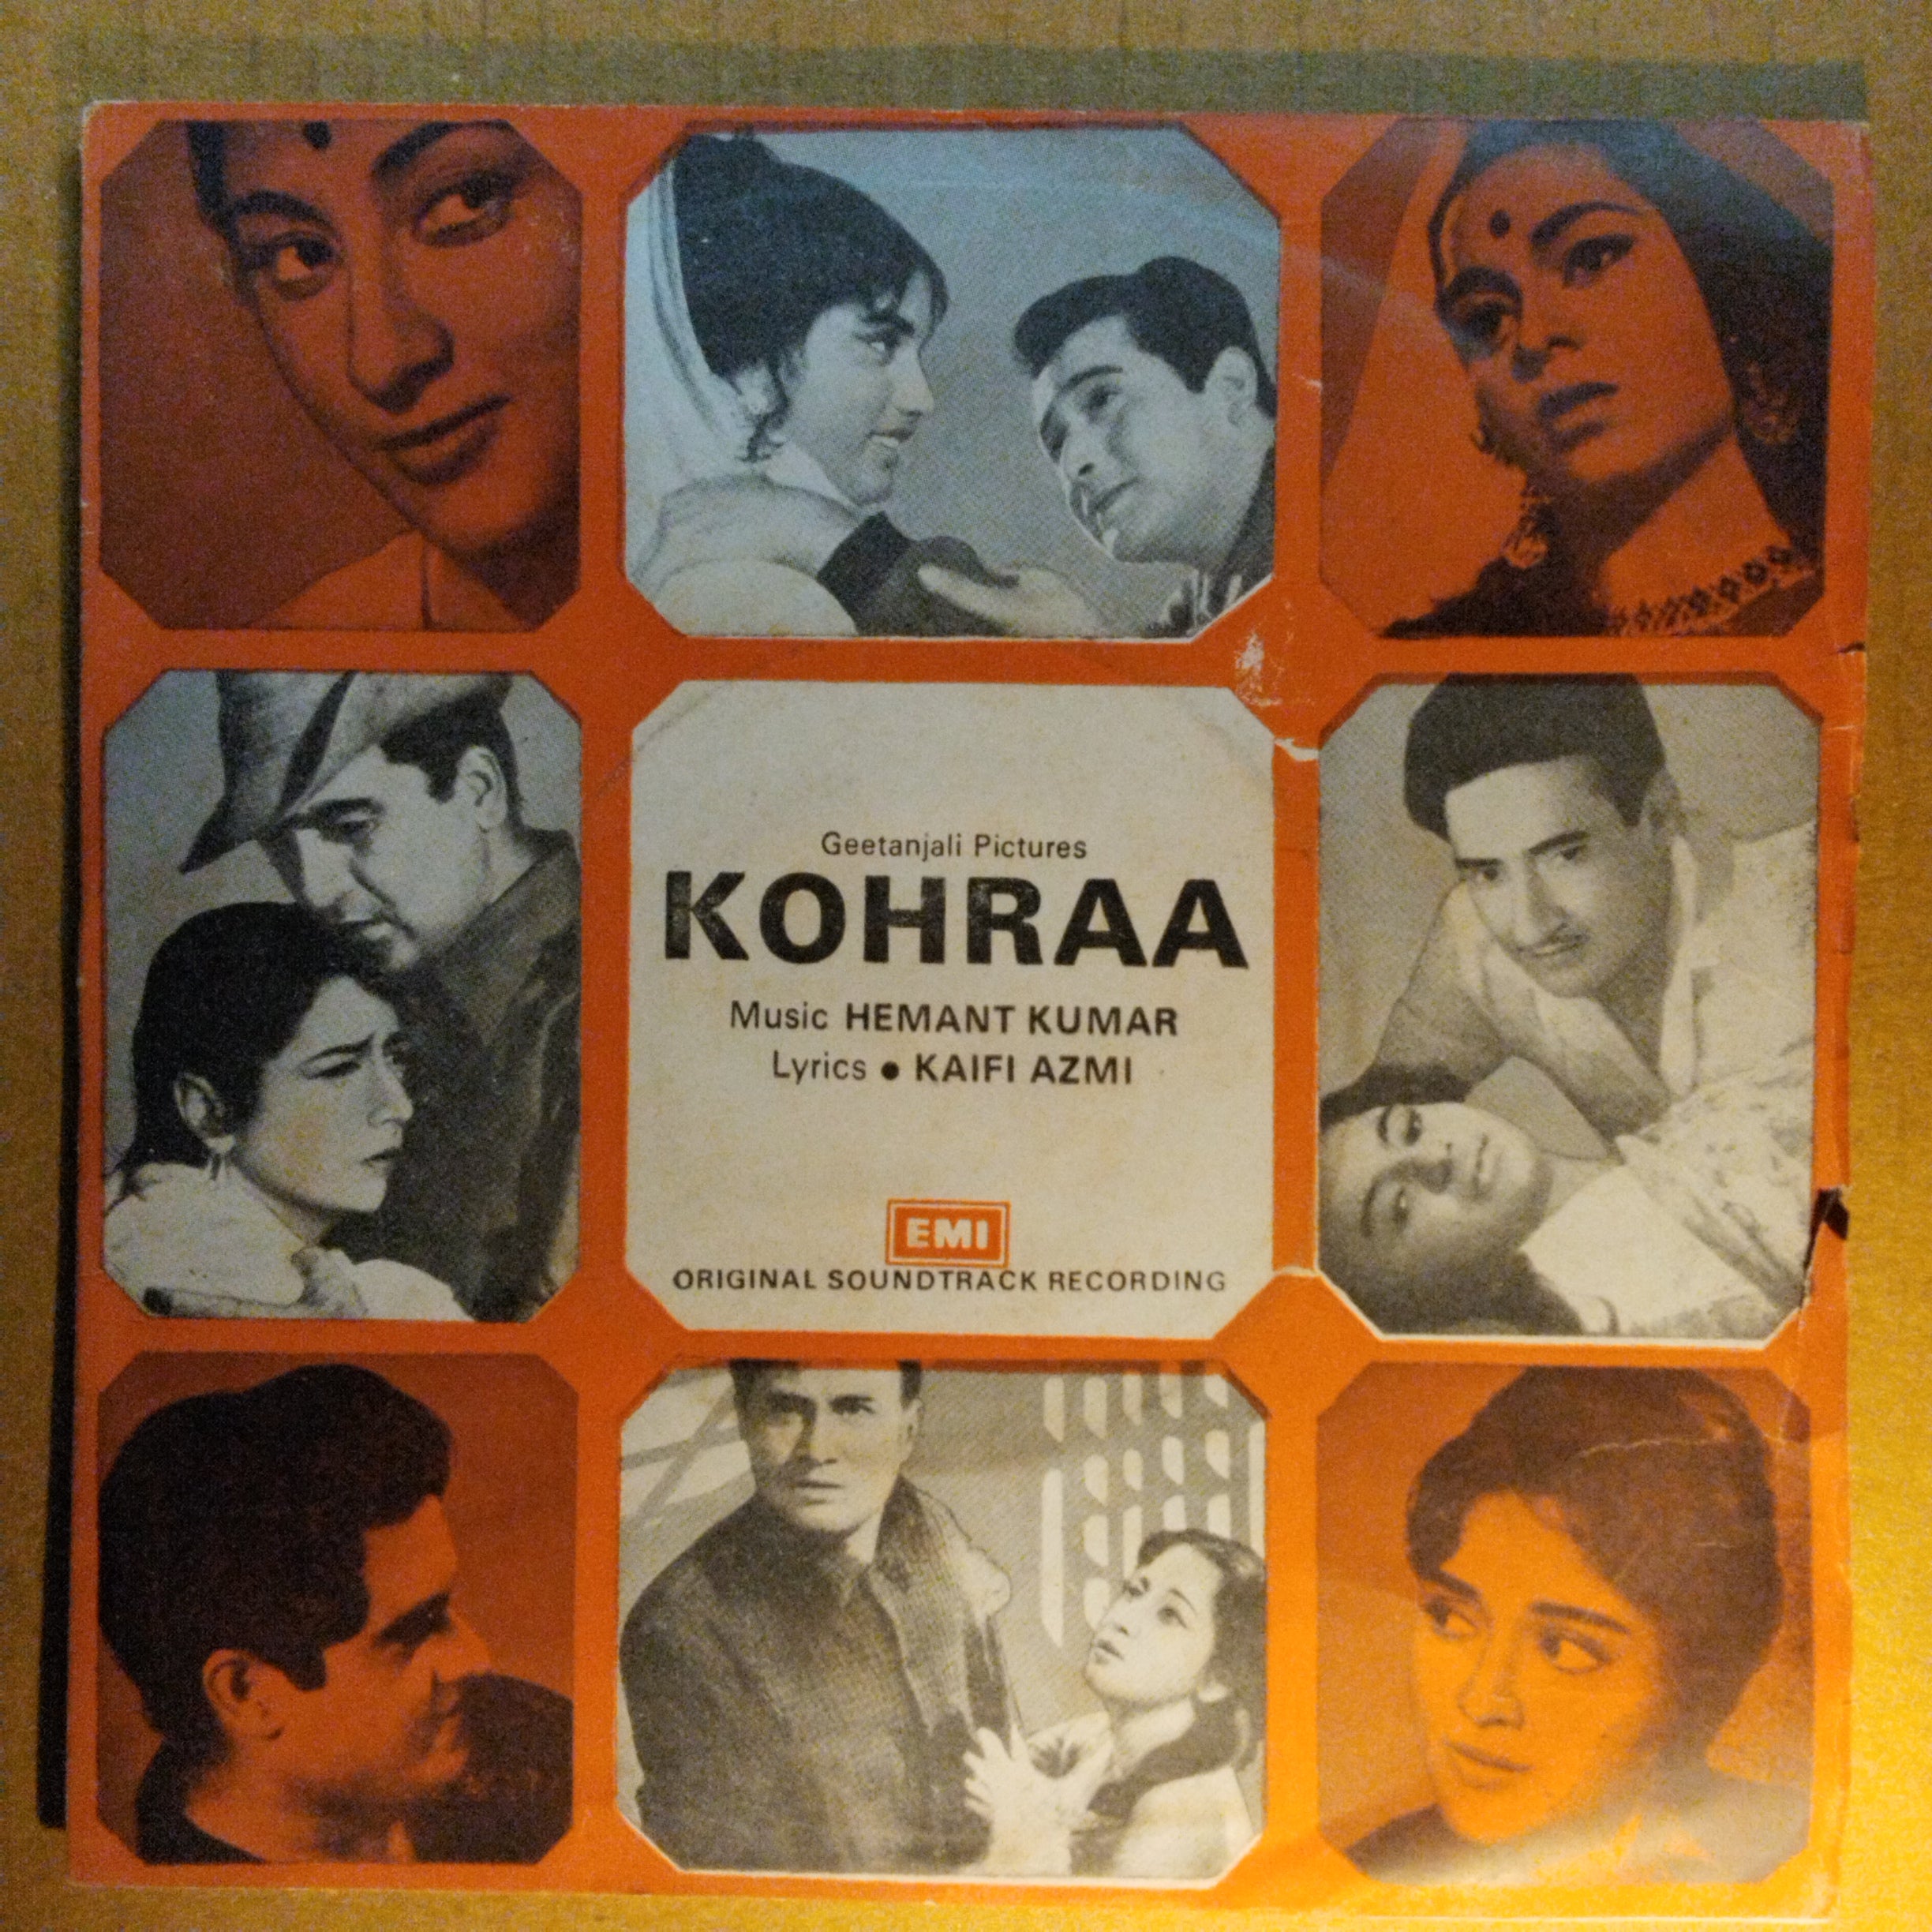 Geetanjali Pictures
KOHRAA
Music HEMANT KUMAR
Lyrics ● KAIFI AZMI
EMI
ORIGINAL SOUNDTRACK RECORDING